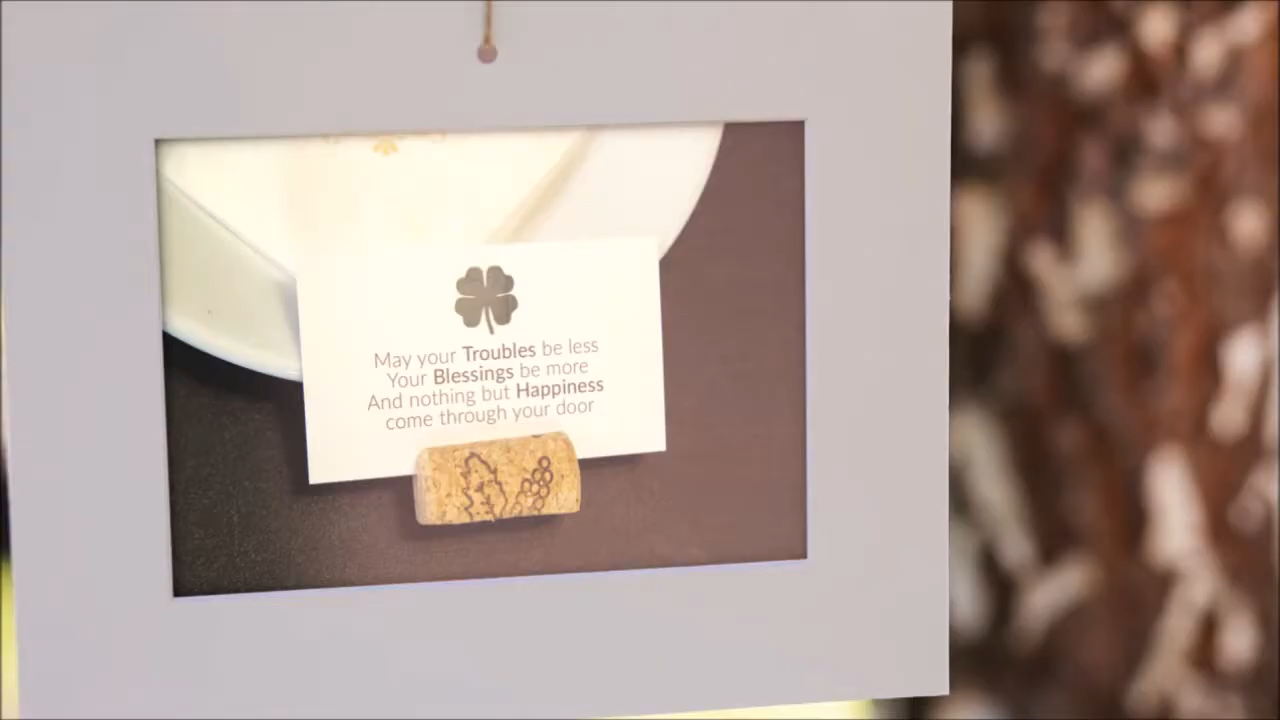 May your Troubles be less
Your Blessings be more
And nothing but Happiness
come through your door